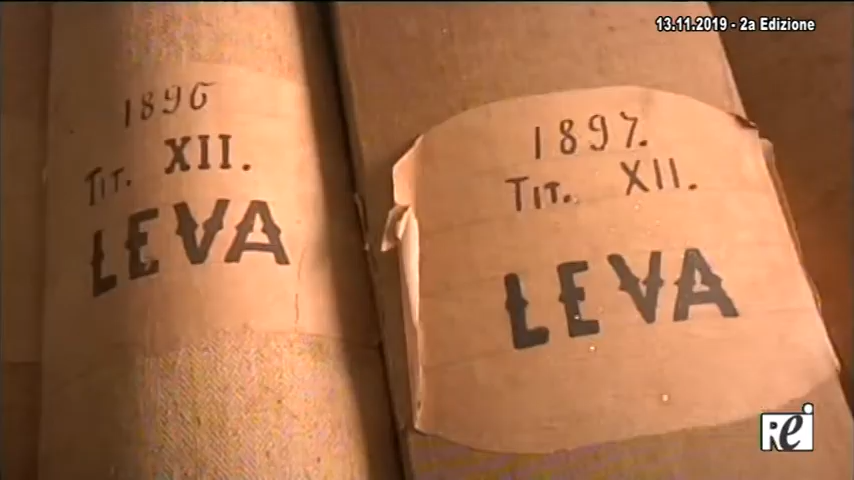 13.11.2019 - 2a Edizione
1896
TIT. XII.
LEVA
1897.
TIT. XII.
LEVA
REi